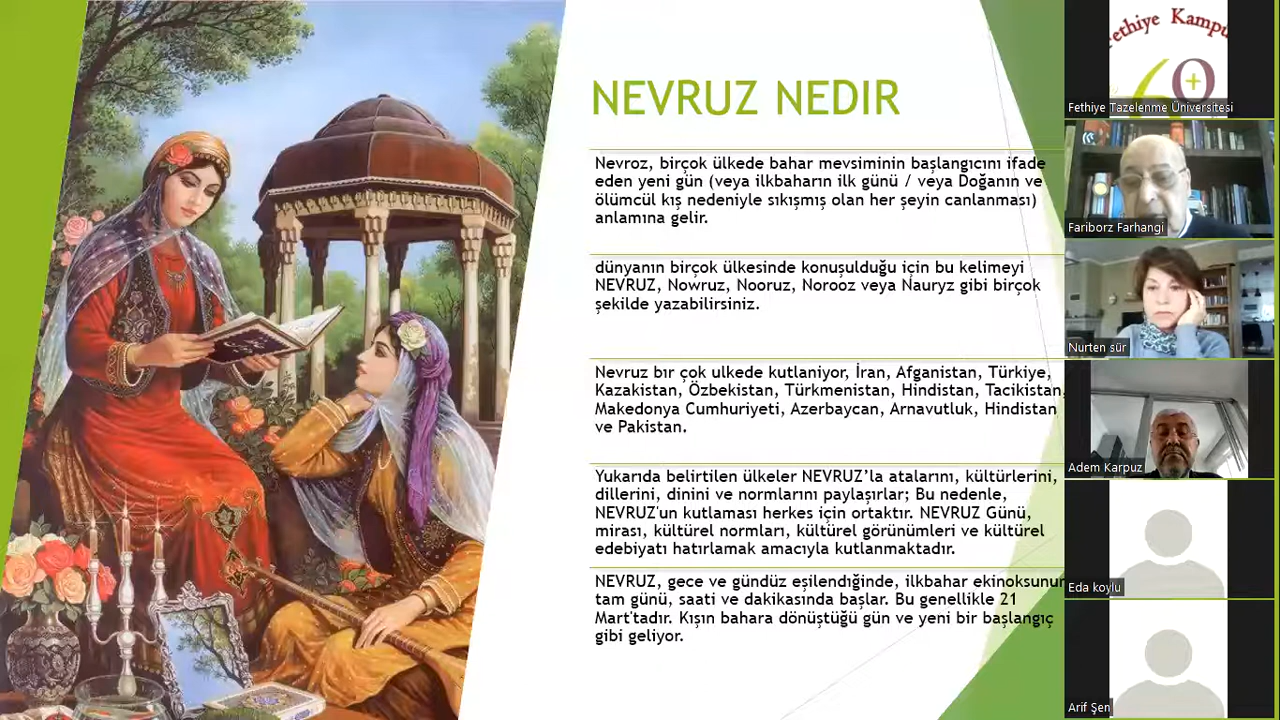 NEVRUZ NEDIR
Nevroz, birçok ülkede bahar mevsiminin başlangıcını ifade
eden yeni gün (veya ilkbaharın ilk günü / veya Doğanın ve
ölümcül kış nedeniyle sıkışmış olan her şeyin canlanması)
anlamına gelir.
dünyanın birçok ülkesinde konuşulduğu için bu kelimeyi
NEVRUZ, Nowruz, Nooruz, Norooz veya Nauryz gibi birçok
şekilde yazabilirsiniz.
Nevruz bır çok ulkede kutlaniyor, İran, Afganistan, Türkiye,
Kazakistan, Özbekistan, Türkmenistan, Hindistan, Tacikistan,
Makedonya Cumhuriyeti, Azerbaycan, Arnavutluk, Hindistan
ve Pakistan.
Yukarıda belirtilen ülkeler NEVRUZ’la atalarını, kültürlerini,
dillerini, dinini ve normlarını paylaşırlar; Bu nedenle,
NEVRUZ'un kutlaması herkes için ortaktır. NEVRUZ Günü,
mirası, kültürel normları, kültürel görünümleri ve kültürel
edebiyatı hatırlamak amacıyla kutlanmaktadır.
NEVRUZ, gece ve gündüz eşilendığinde, ilkbahar ekinoksunun
tam günü, saati ve dakikasında başlar. Bu genellikle 21
Mart'tadır. Kışın bahara dönüştüğü gün ve yeni bir başlangıç
gibi geliyor.
ethiye Kampu
60+
Fethiye Tazelenme Üniversitesi
Fariborz Farhangi
Nurten sür
Adem Karpuz
Eda koylu
Arif Şen